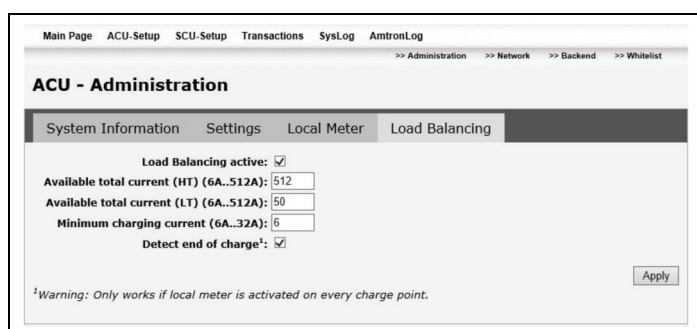 Main Page ACU-Setup SCU-Setup Transactions SysLog AmtronLog
>> Administration >> Network >> Backend >> Whitelist
ACU - Administration
System Information Settings Local Meter Load Balancing
Load Balancing active:
Available total current (HT) (6A..512A): 512
Available total current (LT) (6A..512A): 50
Minimum charging current (6A..32A): 6
Detect end of charge¹:
Apply
¹Warning: Only works if local meter is activated on every charge point.